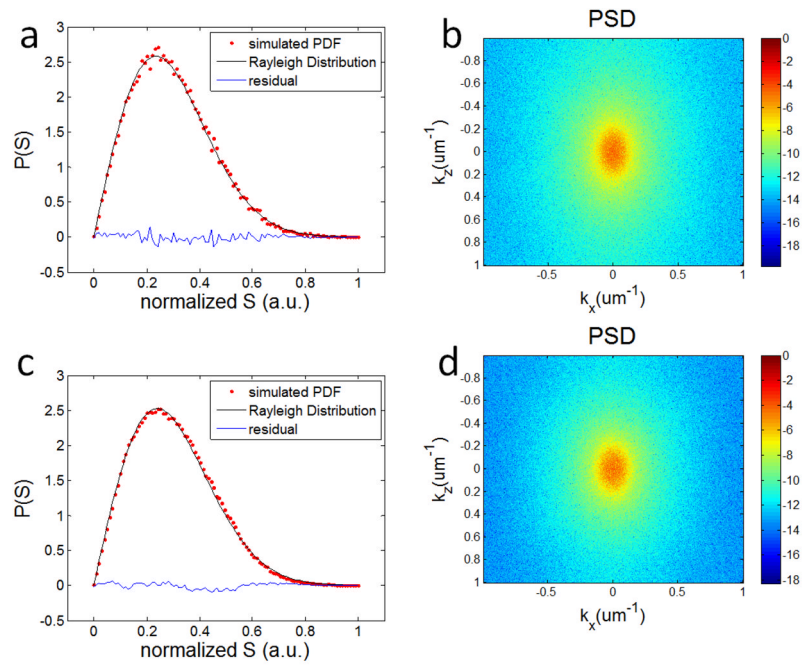 a
3
2.5
2
1.5
1
0.5
0
-0.5
P(S)
0 0.2 0.4 0.6 0.8 1
normalized S (a.u.)
simulated PDF
Rayleigh Distribution
residual
b
PSD
-0.8
-0.6
-0.4
-0.2
0
0.2
0.4
0.6
0.8
1
k_z(um^-1)
-0.5 0 0.5 1
k_x(um^-1)
0
-2
-4
-6
-8
-10
-12
-14
-16
-18
c
3
2.5
2
1.5
1
0.5
0
-0.5
P(S)
0 0.2 0.4 0.6 0.8 1
normalized S (a.u.)
simulated PDF
Rayleigh Distribution
residual
d
PSD
-0.8
-0.6
-0.4
-0.2
0
0.2
0.4
0.6
0.8
1
k_z(um^-1)
-0.5 0 0.5 1
k_x(um^-1)
0
-2
-4
-6
-8
-10
-12
-14
-16
-18